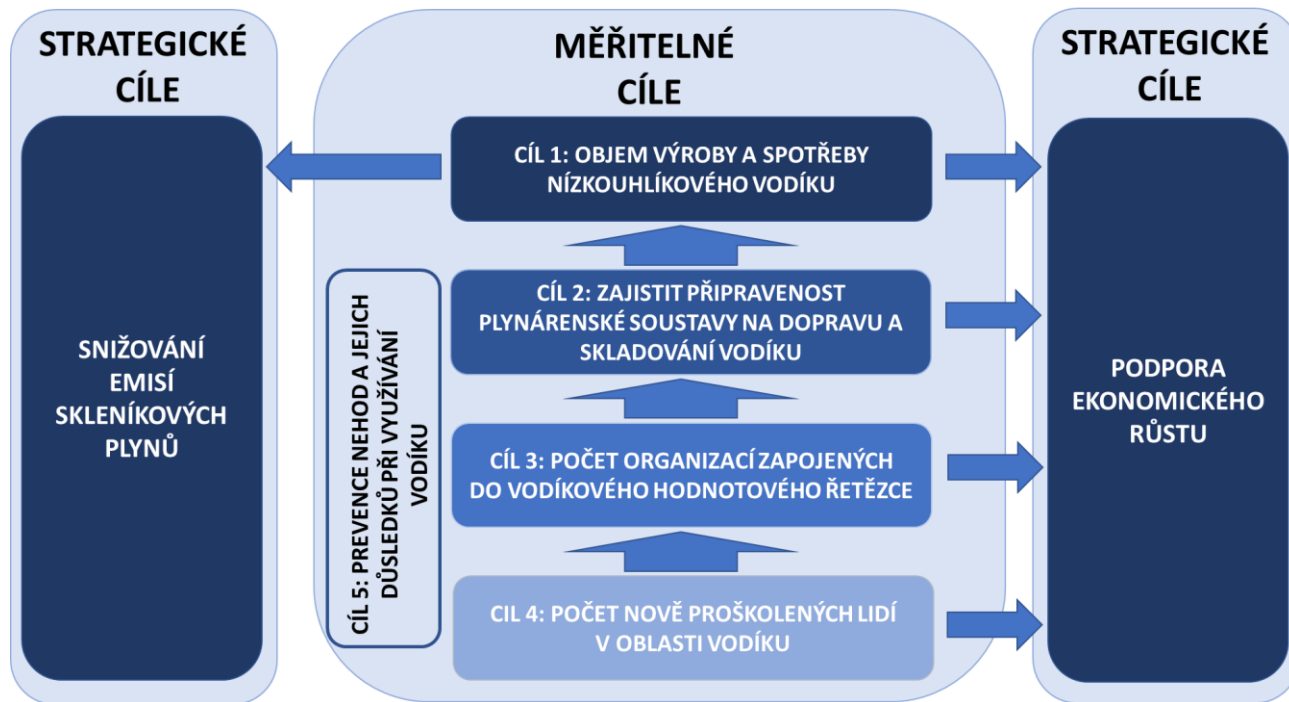 STRATEGICKÉ
CÍLE
SNIŽOVÁNÍ
EMISÍ
SKLENÍKOVÝCH
PLYNŮ
MĚŘITELNÉ
CÍLE
CÍL 1: OBJEM VÝROBY A SPOTŘEBY
NÍZKOUHLÍKOVÉHO VODÍKU
CÍL 2: ZAJISTIT PŘIPRAVENOST
PLYNÁRENSKÉ SOUSTAVY NA DOPRAVU A
SKLADOVÁNÍ VODÍKU
CÍL 3: POČET ORGANIZACÍ ZAPOJENÝCH
DO VODÍKOVÉHO HODNOTOVÉHO ŘETĚZCE
CIL 4: POČET NOVĚ PROŠKOLENÝCH LIDÍ
V OBLASTI VODÍKU
CÍL 5: PREVENCE NEHOD A JEJICH
DŮSLEDKŮ PŘI VYUŽÍVÁNÍ
VODÍKU
STRATEGICKÉ
CÍLE
PODPORA
EKONOMICKÉHO
RŮSTU